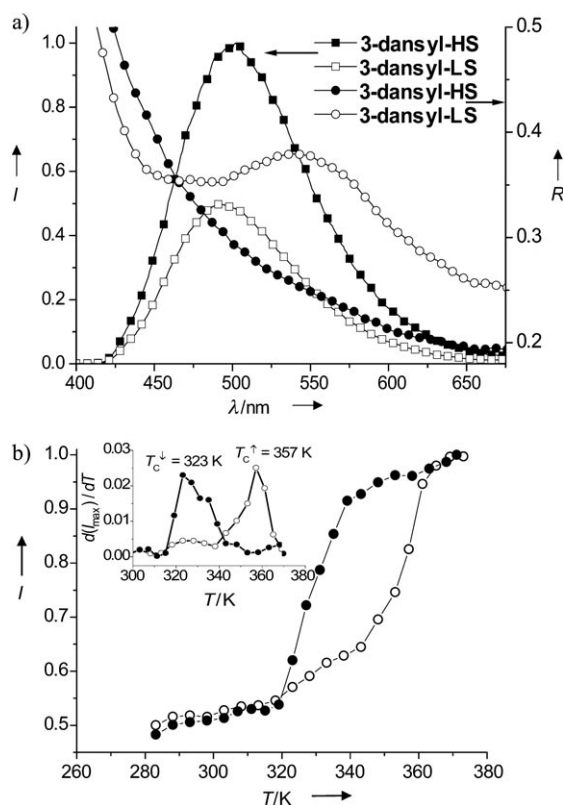 a)
3-dansyl-HS
3-dansyl-LS
3-dansyl-HS
3-dansyl-LS
1.0
0.8
0.6
0.4
0.2
0.0
I
0.5
0.4
0.3
0.2
R
400 450 500 550 600 650
λ/nm
b)
T_C↓ = 323 K T_C↑ = 357 K
0.03
0.02
0.01
0.00
d(I_max)/dT
300 320 340 360
T/K
1.0
0.9
0.8
0.7
0.6
0.5
I
260 280 300 320 340 360 380
T/K